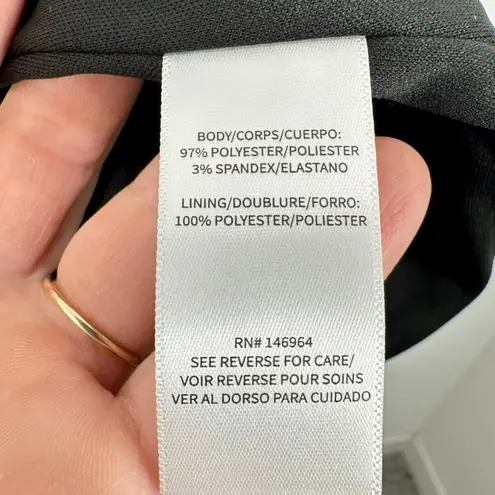 BODY/CORPS/CUERPO:
97% POLYESTER/POLIESTER
3% SPANDEX/ELASTANO
LINING/DOUBLURE/FORRO:
100% POLYESTER/POLIESTER
RN# 146964
SEE REVERSE FOR CARE/
VOIR REVERSE POUR SOINS
VER AL DORSO PARA CUIDADO